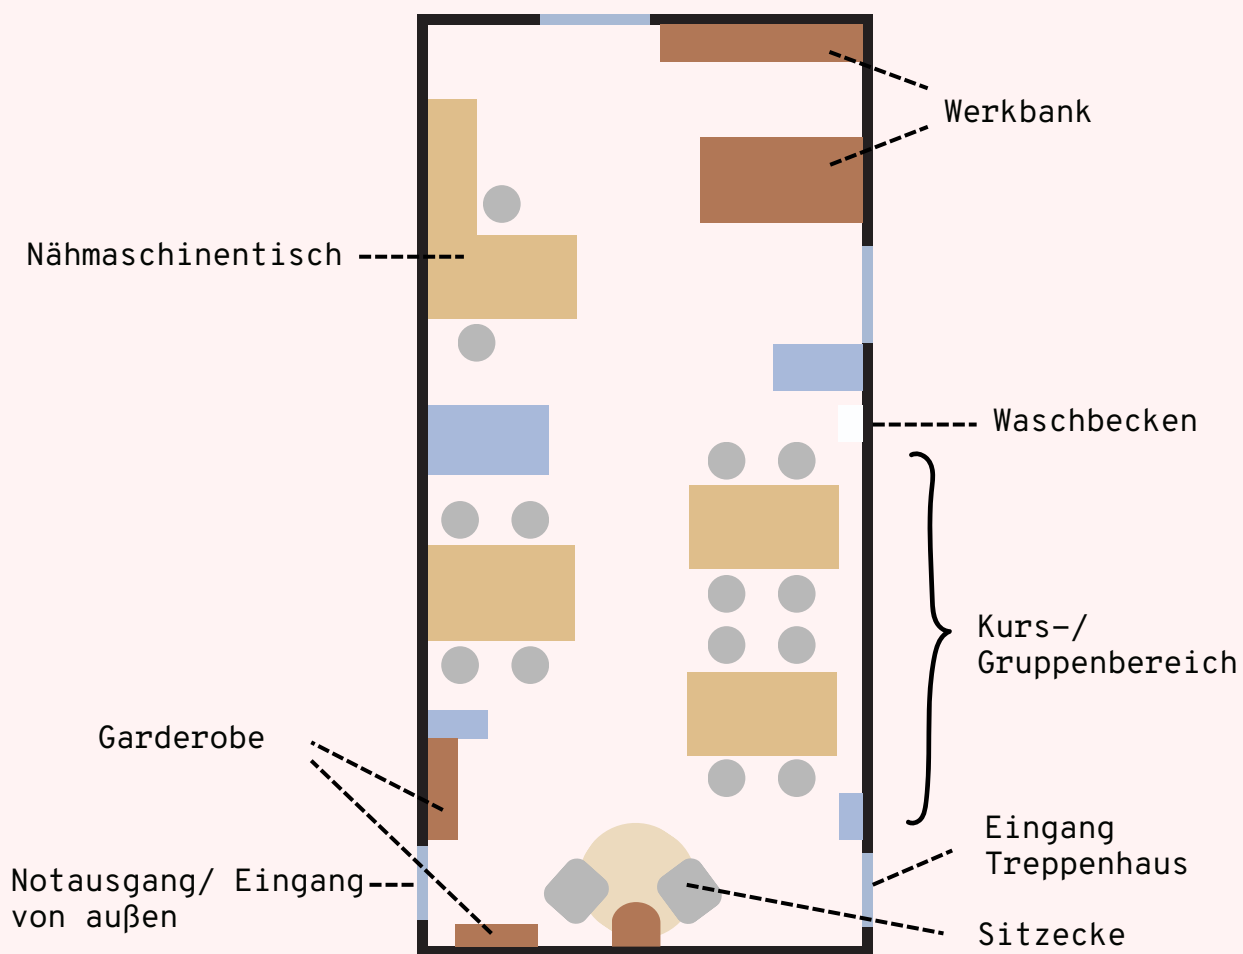 Werkbank
Nähmaschinentisch
Waschbecken
Kurs-/
Gruppenbereich
Garderobe
Eingang
Treppenhaus
Notausgang/ Eingang
von außen
Sitzecke